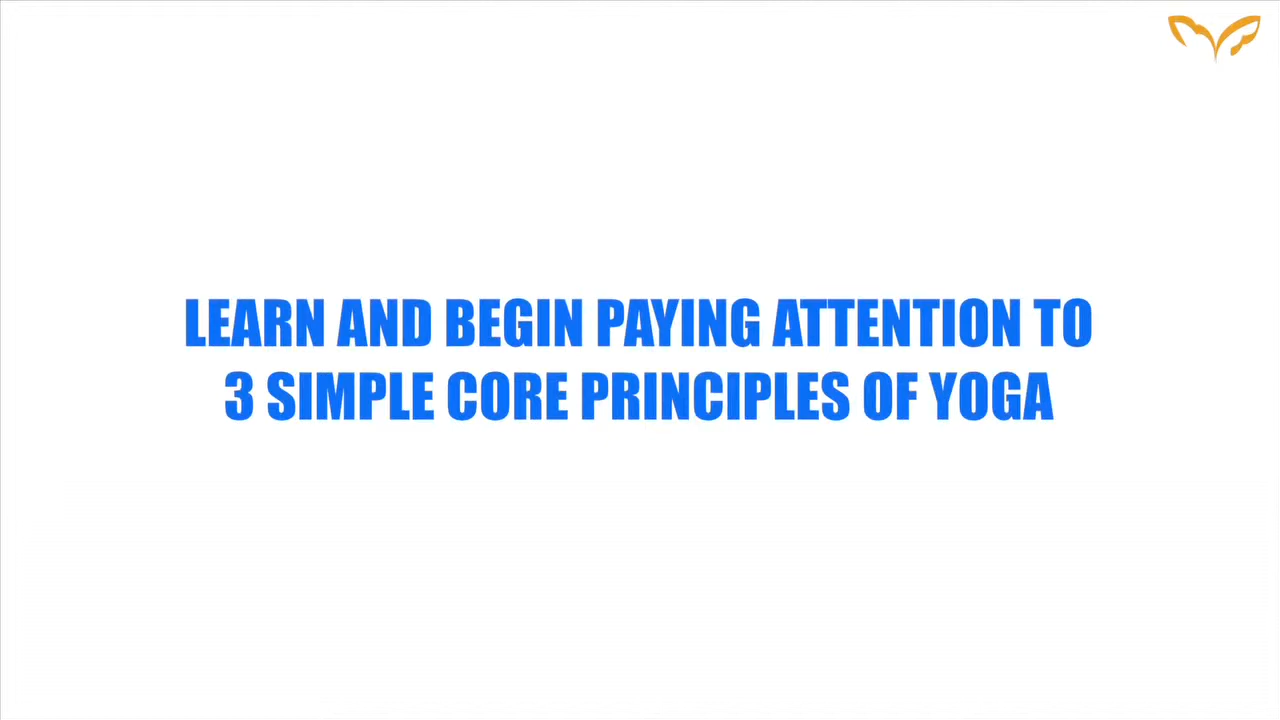 LEARN AND BEGIN PAYING ATTENTION TO
3 SIMPLE CORE PRINCIPLES OF YOGA